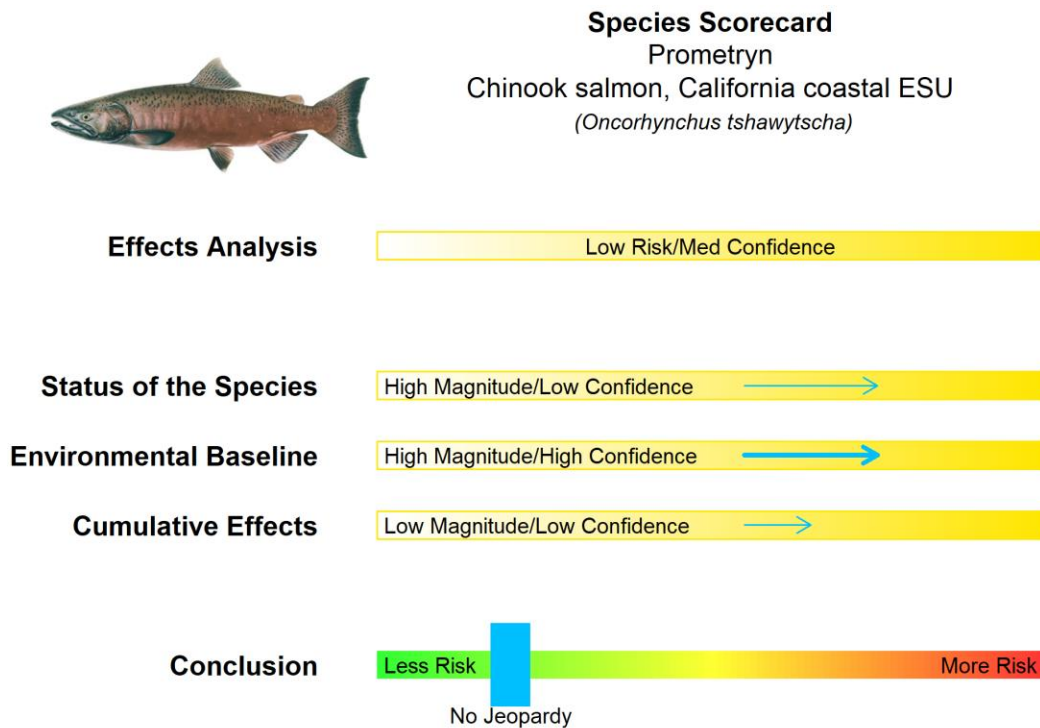 Species Scorecard
Prometryn
Chinook salmon, California coastal ESU
(Oncorhynchus tshawytscha)
Effects Analysis
Low Risk/Med Confidence
Status of the Species
High Magnitude/Low Confidence
Environmental Baseline
High Magnitude/High Confidence
Cumulative Effects
Low Magnitude/Low Confidence
Conclusion
Less Risk
More Risk
No Jeopardy